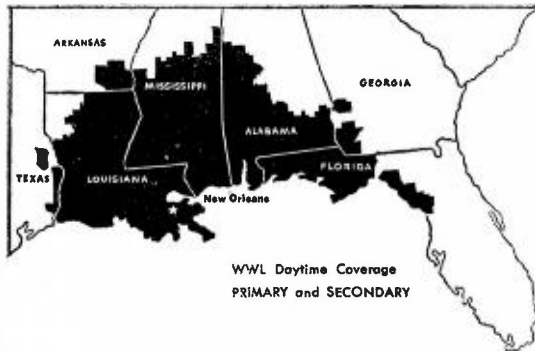 ARKANSAS
MISSISSIPPI
GEORGIA
ALABAMA
TEXAS
LOUISIANA
FLORIDA
New Orleans
WWL Daytime Coverage
PRIMARY and SECONDARY